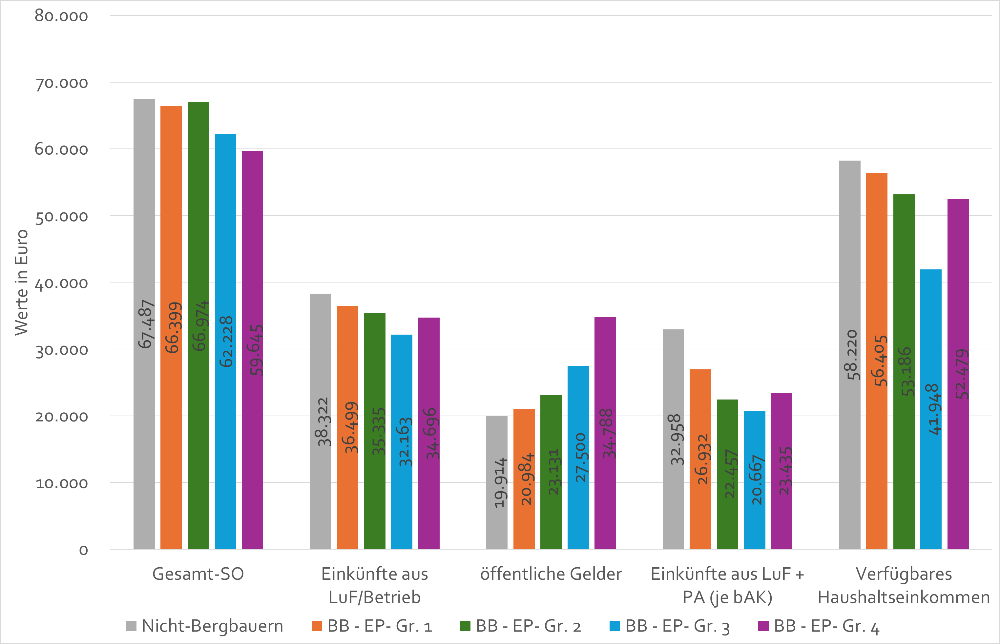 80.000
70.000
60.000
50.000
40.000
30.000
20.000
10.000
0
Werte in Euro
67.487
66.399
66.974
62.228
59.645
38.322
36.499
35.335
32.163
34.696
19.914
20.984
23.131
27.500
34.788
32.958
26.932
22.457
20.667
23.435
58.220
56.405
53.186
41.948
52.479
Gesamt-SO
Einkünfte aus
LuF/Betrieb
öffentliche Gelder
Einkünfte aus LuF +
PA (je bAK)
Verfügbares
Haushaltseinkommen
Nicht-Bergbauern
BB - EP- Gr. 1
BB - EP- Gr. 2
BB - EP- Gr. 3
BB - EP- Gr. 4